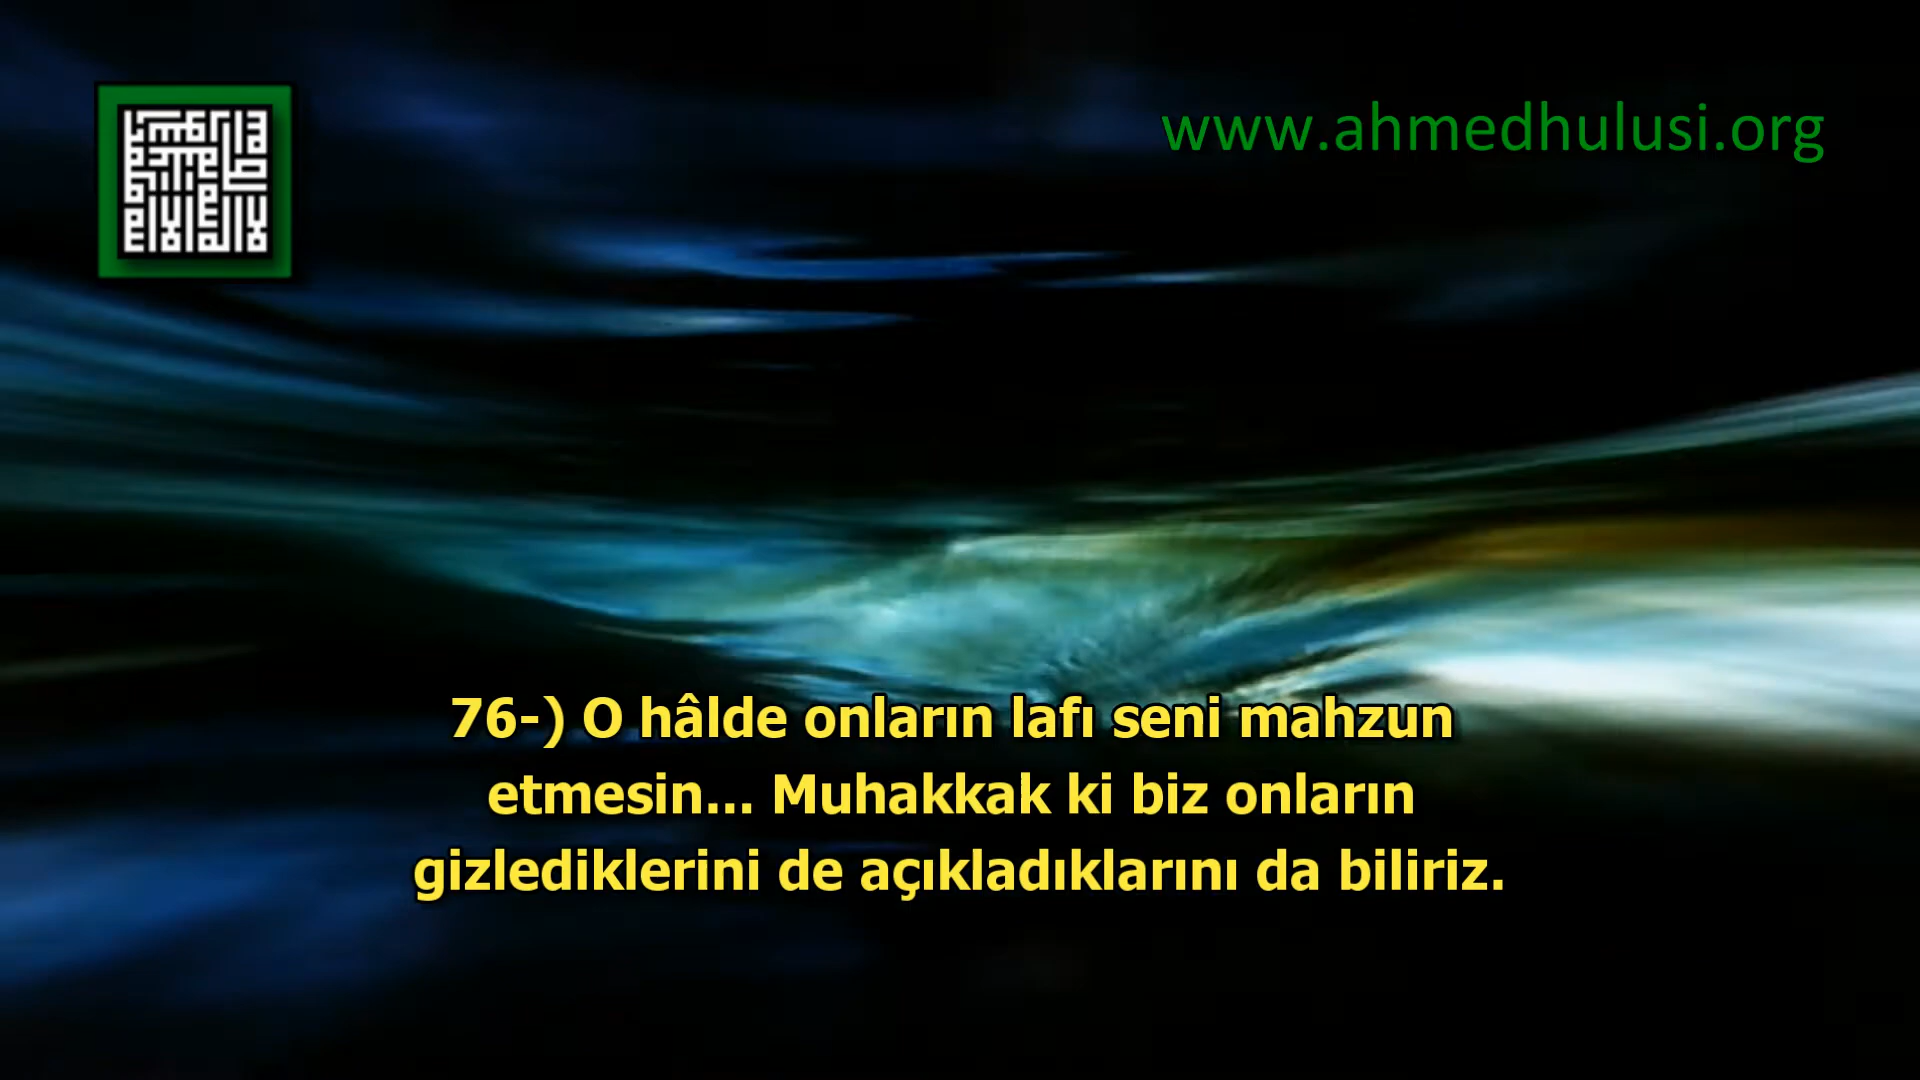 www.ahmedhulusi.org
76-) O hâlde onların lafı seni mahzun
etmesin... Muhakkak ki biz onların
gizlediklerini de açıkladıklarını da biliriz.